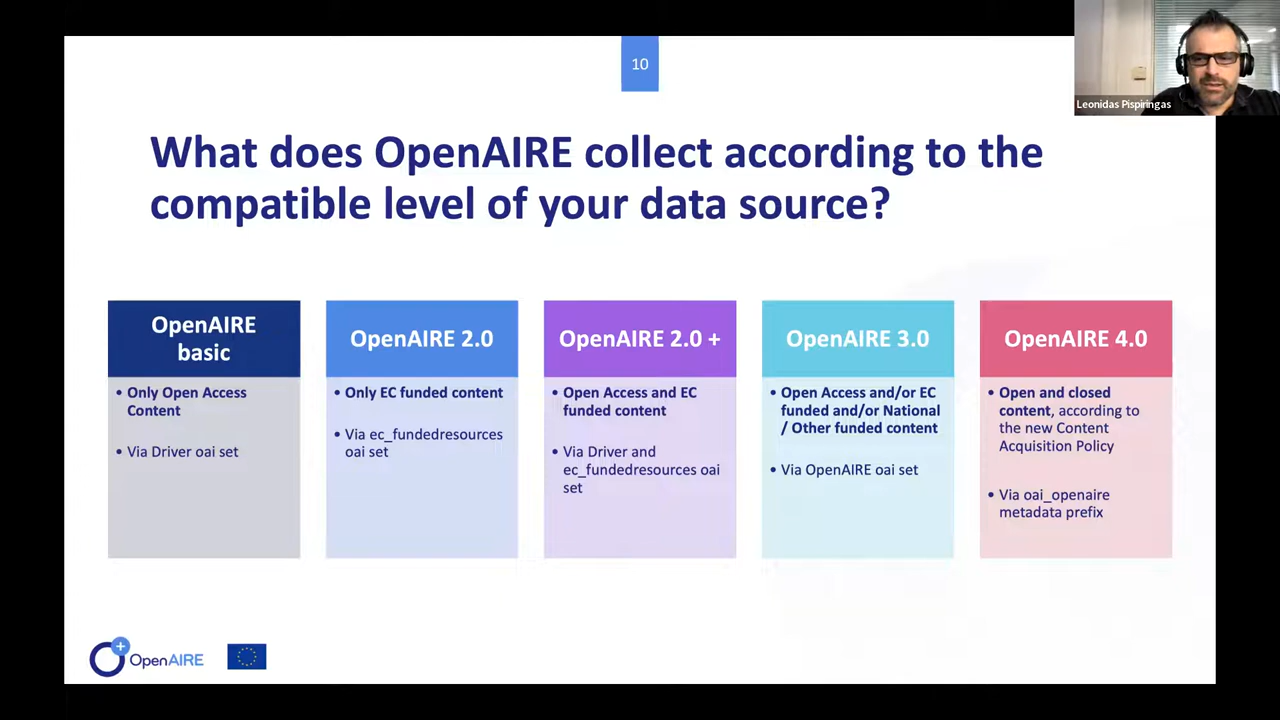 10
Leonidas Pispiringas
What does OpenAIRE collect according to the
compatible level of your data source?
OpenAIRE
basic
• Only Open Access
Content
• Via Driver oai set
OpenAIRE 2.0
• Only EC funded content
• Via ec_fundedresources
oai set
OpenAIRE 2.0 +
• Open Access and EC
funded content
• Via Driver and
ec_fundedresources oai
set
OpenAIRE 3.0
• Open Access and/or EC
funded and/or National
/ Other funded content
• Via OpenAIRE oai set
OpenAIRE 4.0
• Open and closed
content, according to
the new Content
Acquisition Policy
• Via oai_openaire
metadata prefix
OpenAIRE